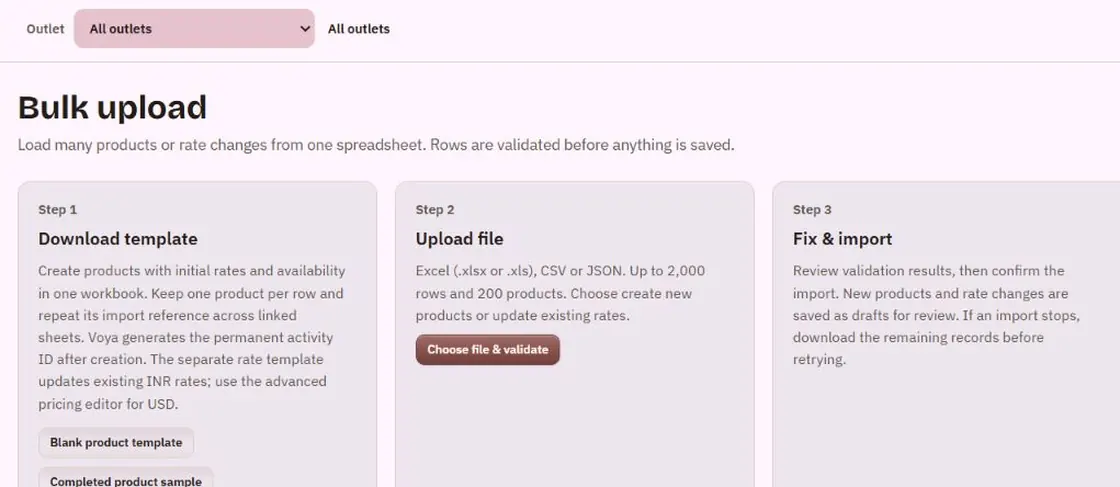 Outlet All outlets All outlets
Bulk upload
Load many products or rate changes from one spreadsheet. Rows are validated before anything is saved.
Step 1
Download template
Create products with initial rates and availability
in one workbook. Keep one product per row and
repeat its import reference across linked
sheets. Voya generates the permanent activity
ID after creation. The separate rate template
updates existing INR rates; use the advanced
pricing editor for USD.
Blank product template
Completed product sample
Step 2
Upload file
Excel (.xlsx or .xls), CSV or JSON. Up to 2,000
rows and 200 products. Choose create new
products or update existing rates.
Choose file & validate
Step 3
Fix & import
Review validation results, then confirm the
import. New products and rate changes are
saved as drafts for review. If an import stops,
download the remaining records before
retrying.